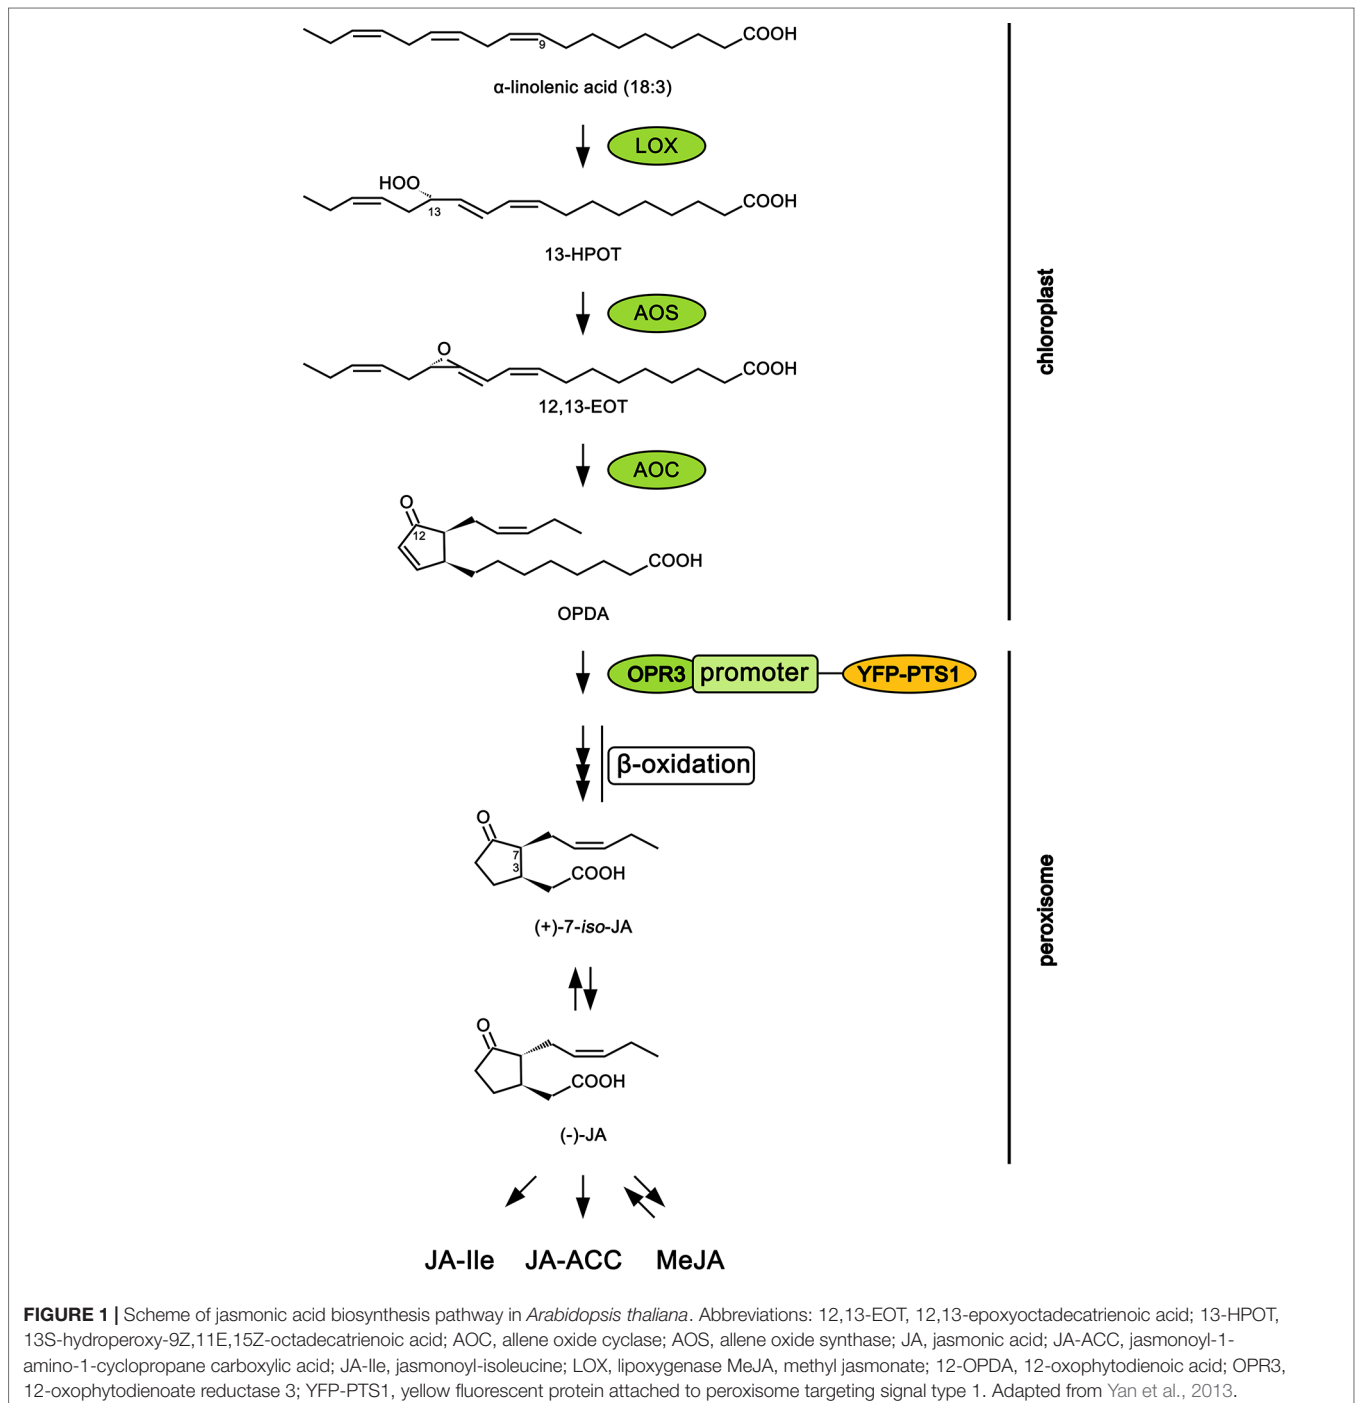 COOH
9
α-linolenic acid (18:3)
LOX
HOO
COOH
13
13-HPOT
AOS
O
COOH
12,13-EOT
AOC
O
12
COOH
OPDA
OPR3 promoter YFP-PTS1
β-oxidation
O
7
3
COOH
(+)-7-iso-JA
O
COOH
(-)-JA
JA-Ile JA-ACC MeJA
chloroplast
peroxisome
FIGURE 1 | Scheme of jasmonic acid biosynthesis pathway in Arabidopsis thaliana. Abbreviations: 12,13-EOT, 12,13-epoxyoctadecatrienoic acid; 13-HPOT,
13S-hydroperoxy-9Z,11E,15Z-octadecatrienoic acid; AOC, allene oxide cyclase; AOS, allene oxide synthase; JA, jasmonic acid; JA-ACC, jasmonoyl-1-
amino-1-cyclopropane carboxylic acid; JA-Ile, jasmonoyl-isoleucine; LOX, lipoxygenase MeJA, methyl jasmonate; 12-OPDA, 12-oxophytodienoic acid; OPR3,
12-oxophytodienoate reductase 3; YFP-PTS1, yellow fluorescent protein attached to peroxisome targeting signal type 1. Adapted from Yan et al., 2013.